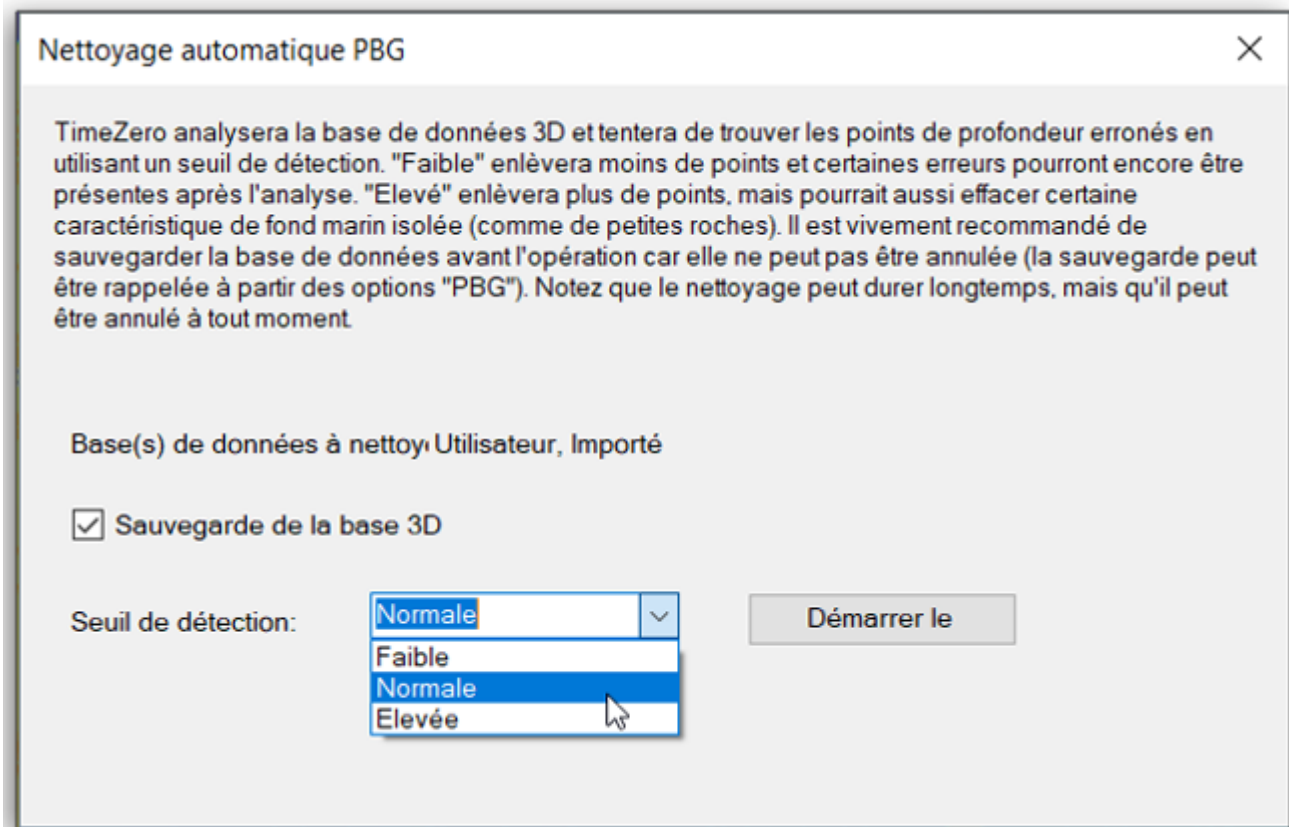 Nettoyage automatique PBG
TimeZero analysera la base de données 3D et tentera de trouver les points de profondeur erronés en
utilisant un seuil de détection. "Faible" enlèvera moins de points et certaines erreurs pourront encore être
présentes après l'analyse. "Elevé" enlèvera plus de points, mais pourrait aussi effacer certaine
caractéristique de fond marin isolée (comme de petites roches). Il est vivement recommandé de
sauvegarder la base de données avant l'opération car elle ne peut pas être annulée (la sauvegarde peut
être rappelée à partir des options "PBG"). Notez que le nettoyage peut durer longtemps, mais qu'il peut
être annulé à tout moment.
Base(s) de données à nettoy Utilisateur, Importé
Sauvegarde de la base 3D
Seuil de détection: Normale Démarrer le
Faible
Normale
Elevée